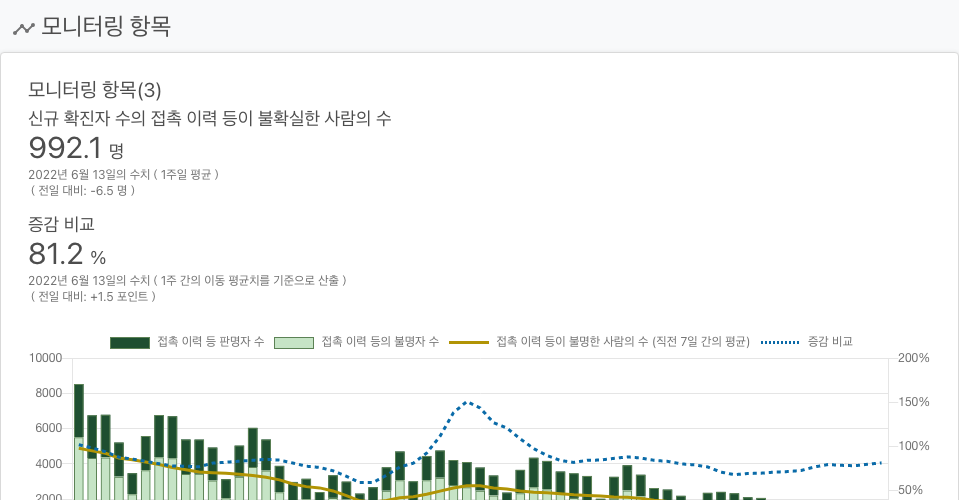 모니터링 항목
모니터링 항목(3)
신규 확진자 수의 접촉 이력 등이 불확실한 사람의 수
992.1 명
2022년 6월 13일의 수치 ( 1주일 평균 )
( 전일 대비: -6.5 명 )
증감 비교
81.2 %
2022년 6월 13일의 수치 ( 1주 간의 이동 평균치를 기준으로 산출 )
( 전일 대비: +1.5 포인트 )
접촉 이력 등 판명자 수 접촉 이력 등의 불명자 수 접촉 이력 등이 불명한 사람의 수 (직전 7일 간의 평균) 증감 비교
10000 200%
8000
150%
6000
100%
4000
50%
2000